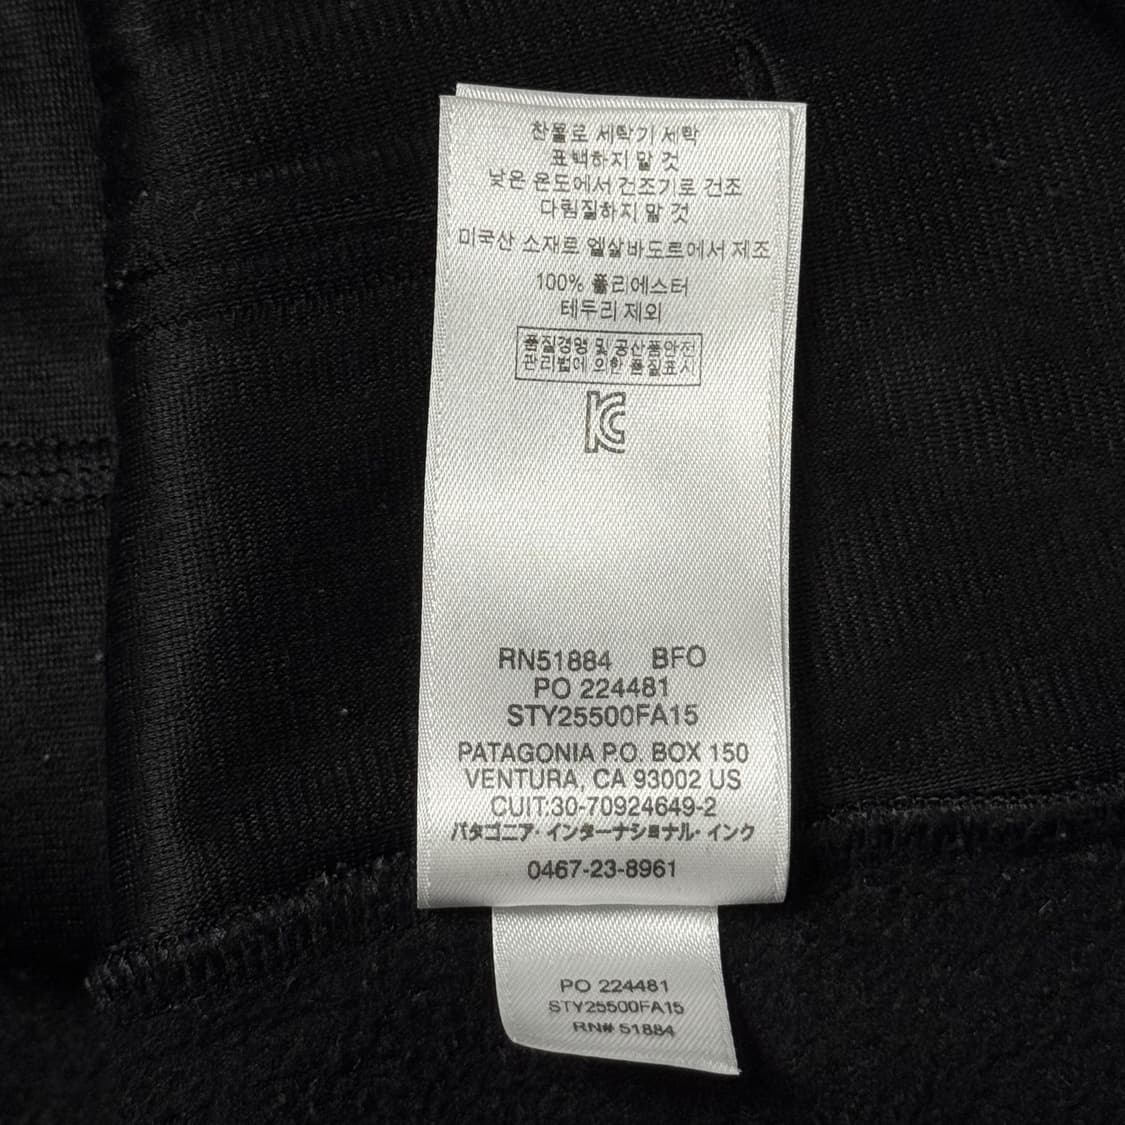 찬물로 세탁기 세탁
표백하지 말 것
낮은 온도에서 건조기로 건조
다림질하지 말 것
미국산 소재로 엘살바도르에서 제조
100% 폴리에스터
테두리 제외
품질경영 및 공산품안전
관리법에 의한 품질표시
KC
RN51884 BFO
PO 224481
STY25500FA15
PATAGONIA P.O. BOX 150
VENTURA, CA 93002 US
CUIT:30-70924649-2
パタゴニア・インターナショナル・インク
0467-23-8961
PO 224481
STY25500FA15
RN# 51884